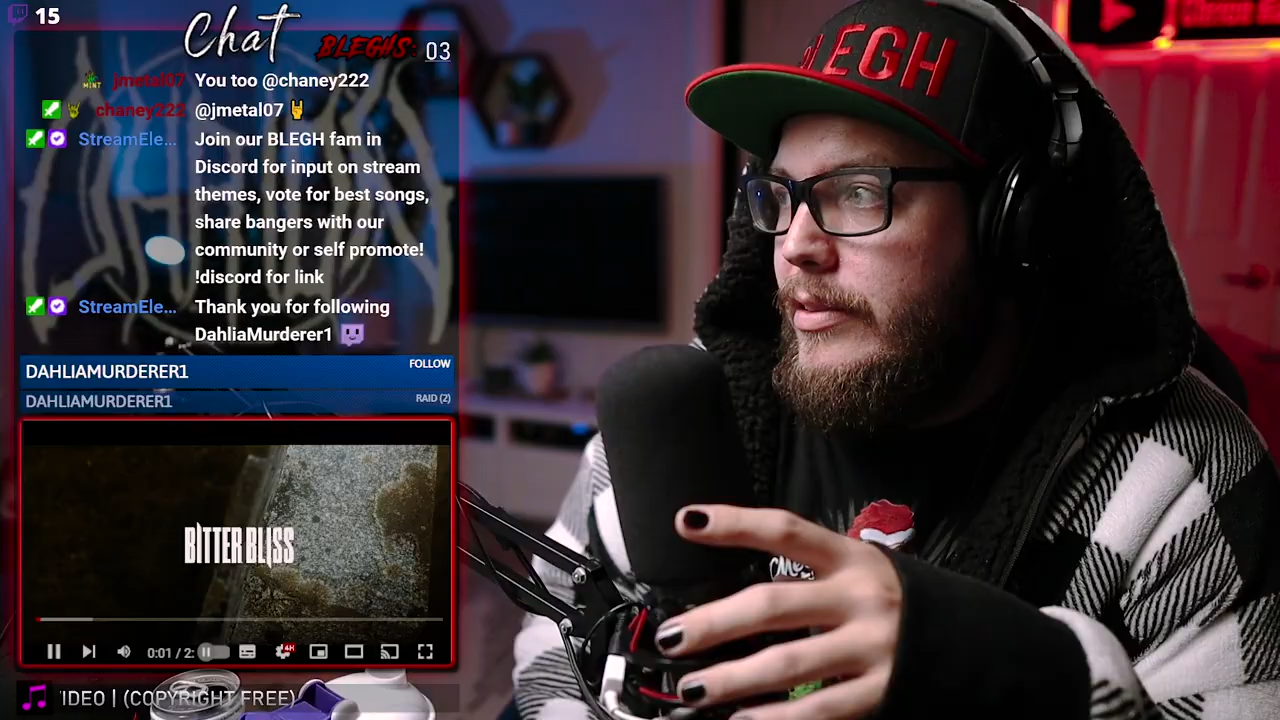 15
Chat
BLEGHS: 03
jmetal07 You too @chaney222
chaney222 @jmetal07
StreamEle... Join our BLEGH fam in
Discord for input on stream
themes, vote for best songs,
share bangers with our
community or self promote!
!discord for link
StreamEle... Thank you for following
DahliaMurderer1
DAHLIAMURDERER1 FOLLOW
DAHLIAMURDERER1 RAID (2)
BITTER BLISS
0:01 / 2:
IDEO | (COPYRIGHT FREE)
BLEGH